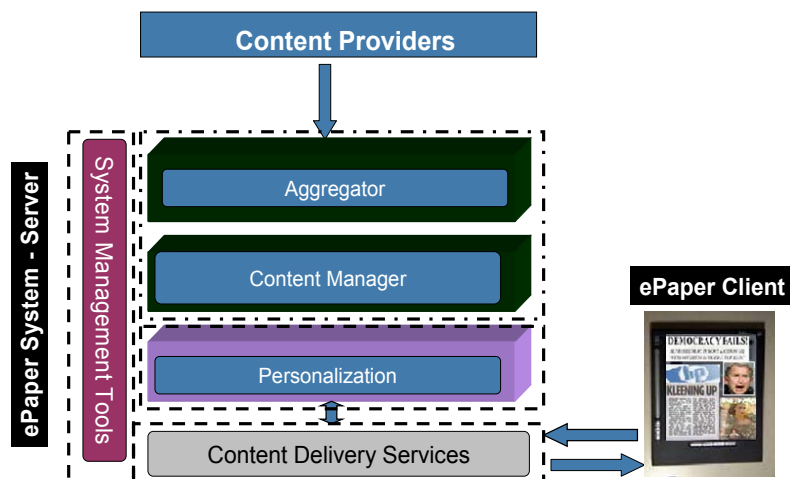 Content Providers
ePaper System - Server
System Management Tools
Aggregator
Content Manager
Personalization
Content Delivery Services
ePaper Client
DEMOCRACY FAILS!
hp
KLEENING UP